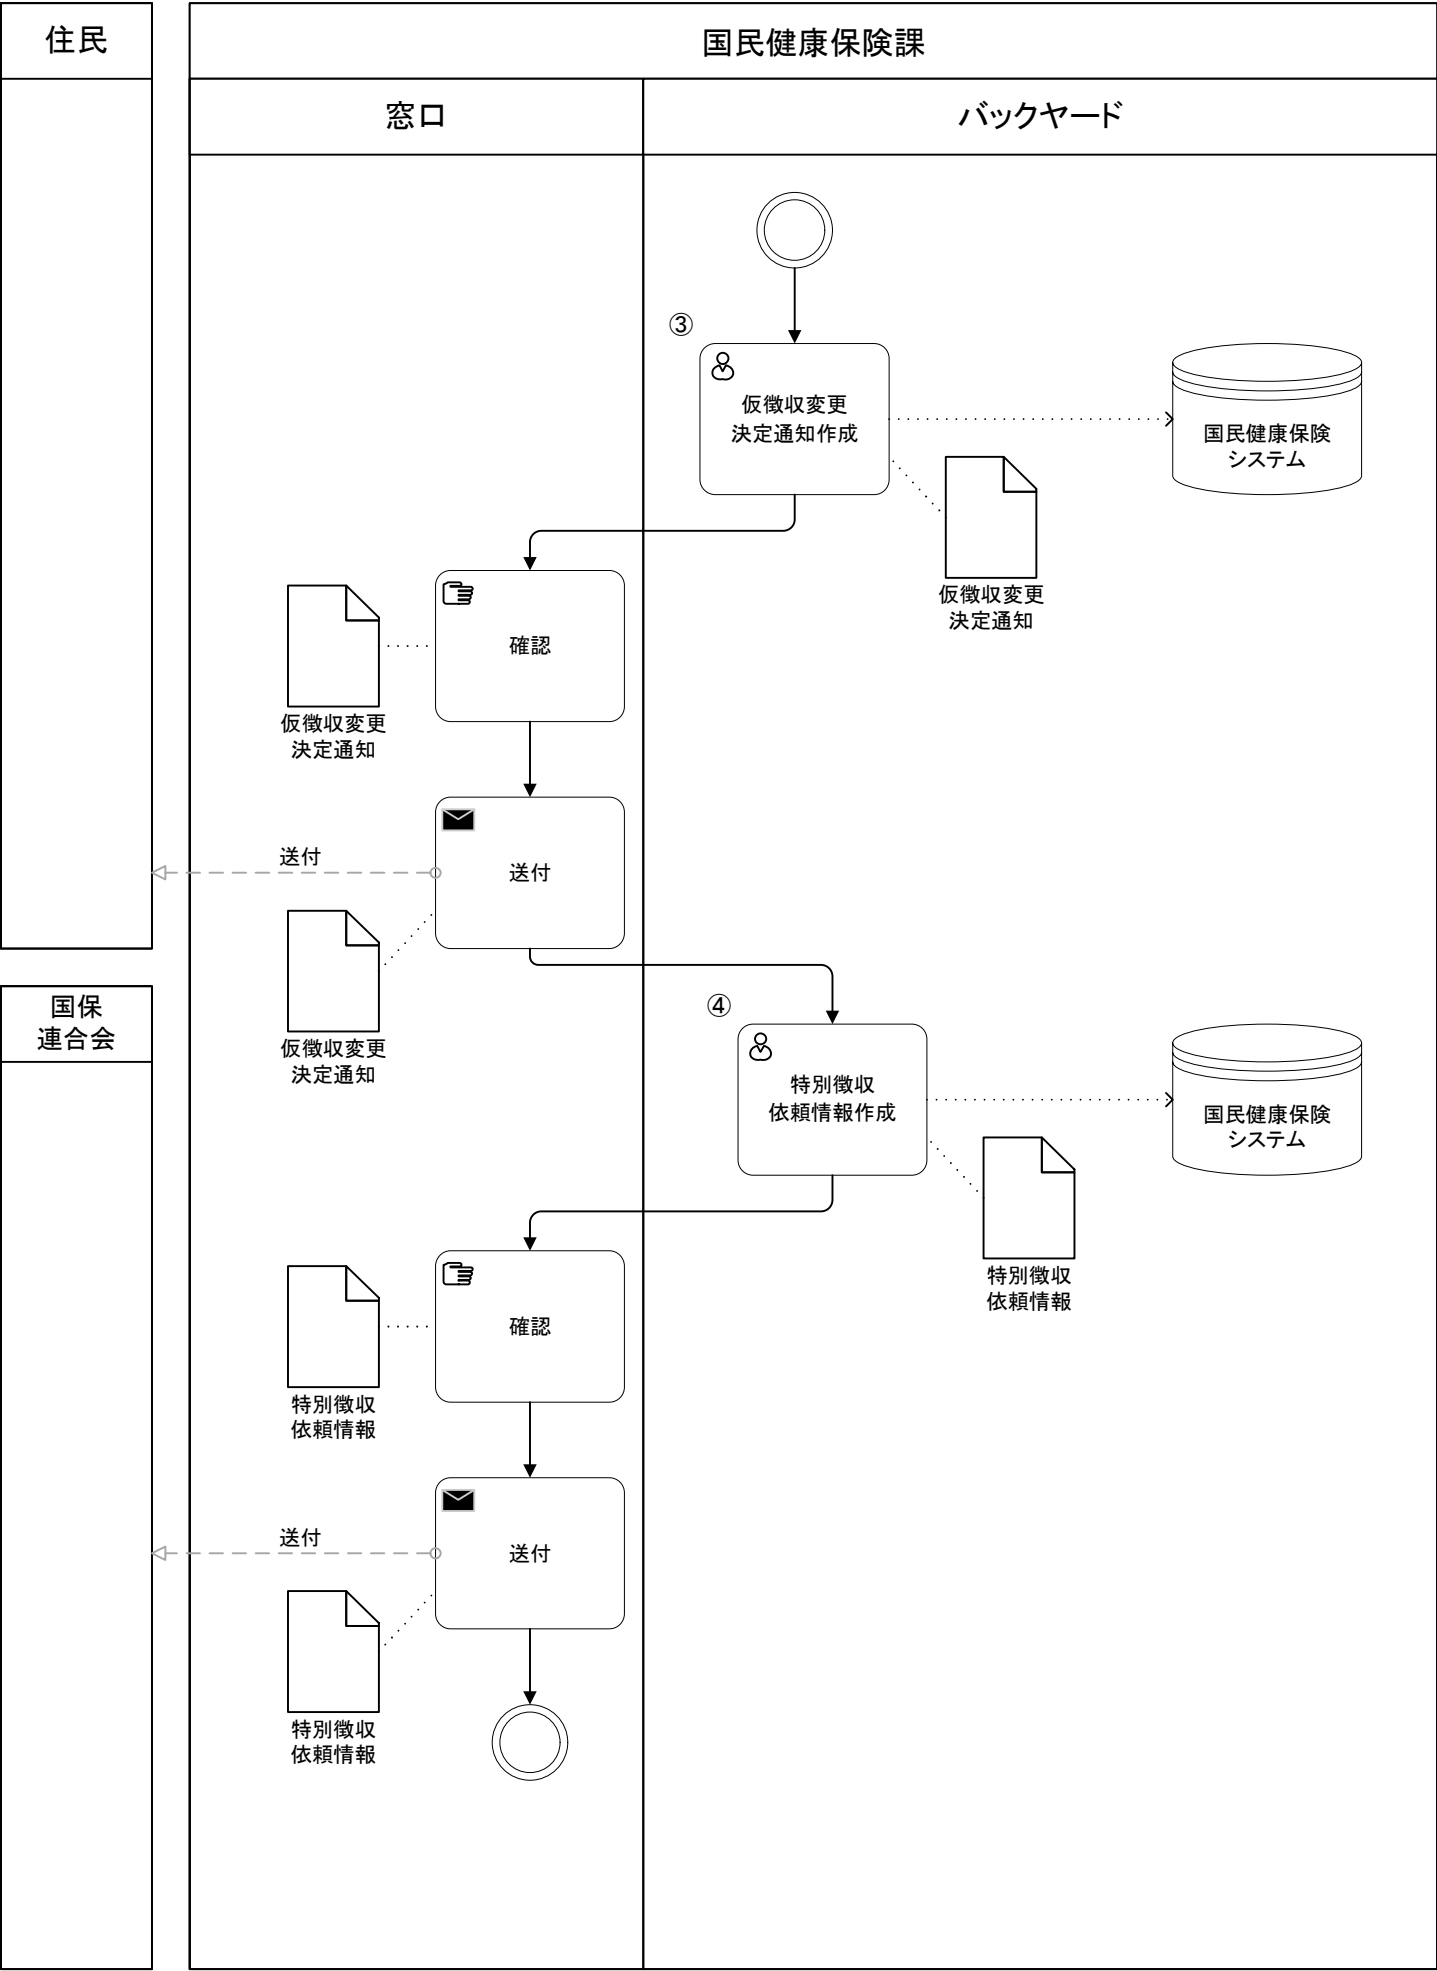 住民
国民健康保険課
窓口
バックヤード
③
仮徴収変更
決定通知作成
国民健康保険
システム
仮徴収変更
決定通知
確認
仮徴収変更
決定通知
送付
送付
仮徴収変更
決定通知
国保
連合会
④
特別徴収
依頼情報作成
国民健康保険
システム
特別徴収
依頼情報
確認
特別徴収
依頼情報
送付
送付
特別徴収
依頼情報